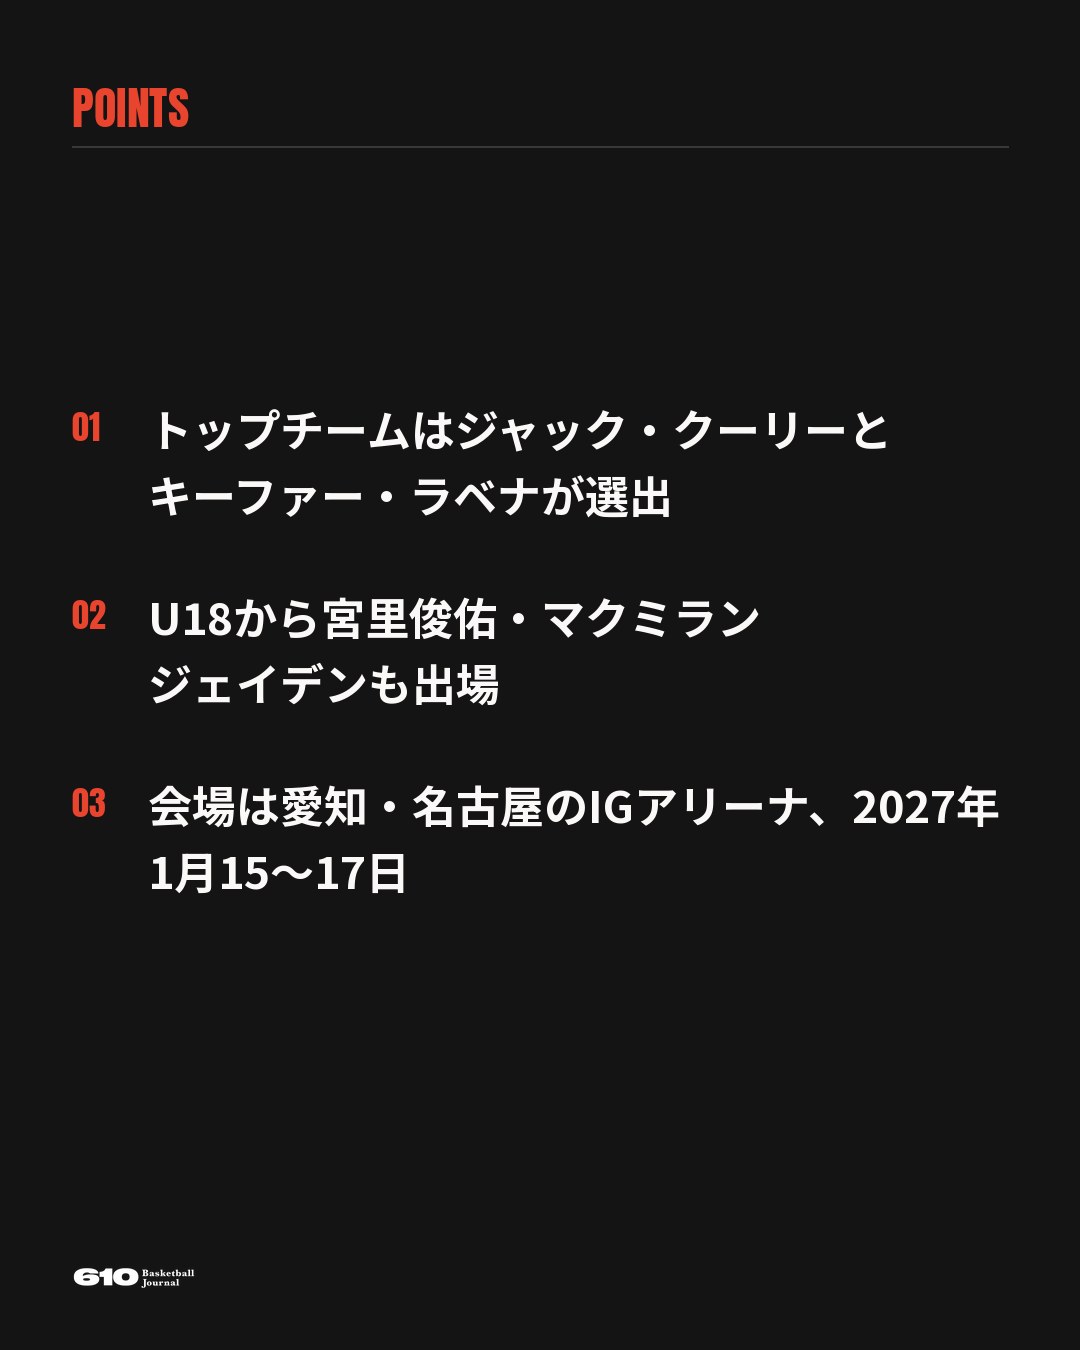 POINTS
01
トップチームはジャック・クーリーと
キーファー・ラベナが選出
02
U18から宮里俊佑・マクミラン
ジェイデンも出場
03
会場は愛知・名古屋のIGアリーナ、2027年
1月15〜17日
610 Basketball
Journal